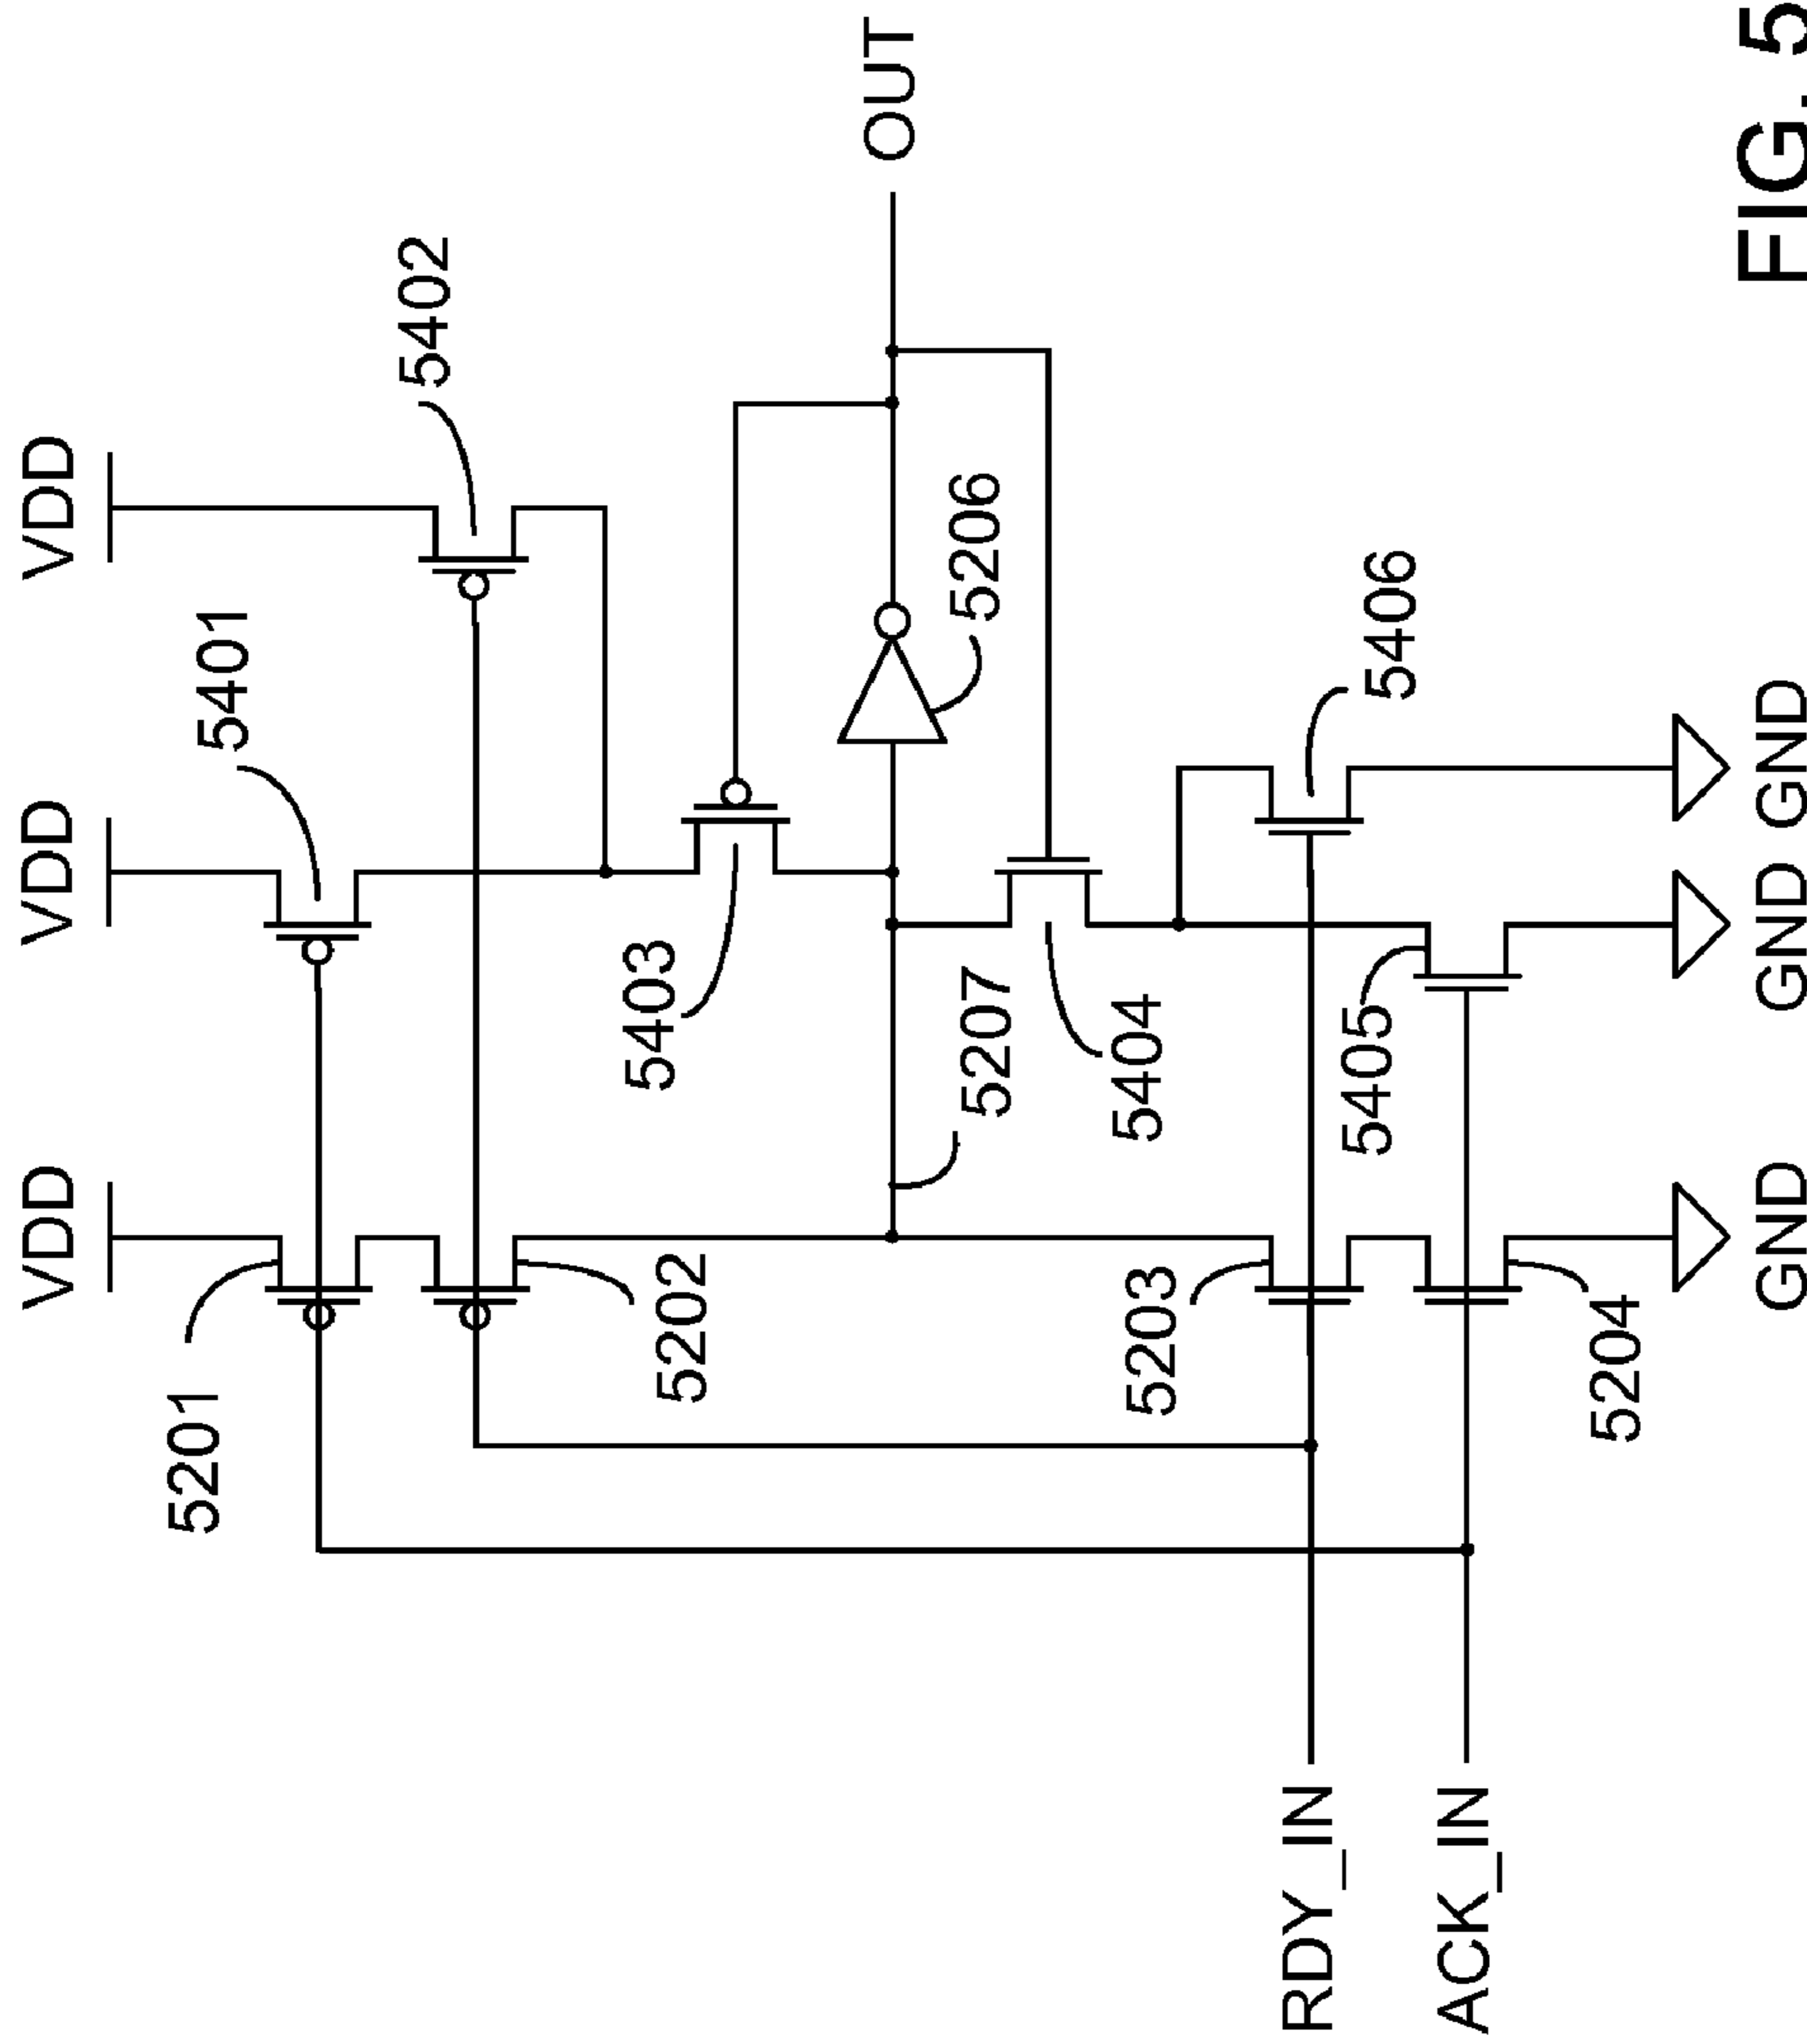 VDD
VDD
VDD
5201
5401
5402
5202
5403
5207
5206
OUT
5404
5203
5405
5406
5204
RDY_IN
ACK_IN
GND
GND
GND
FIG. 5